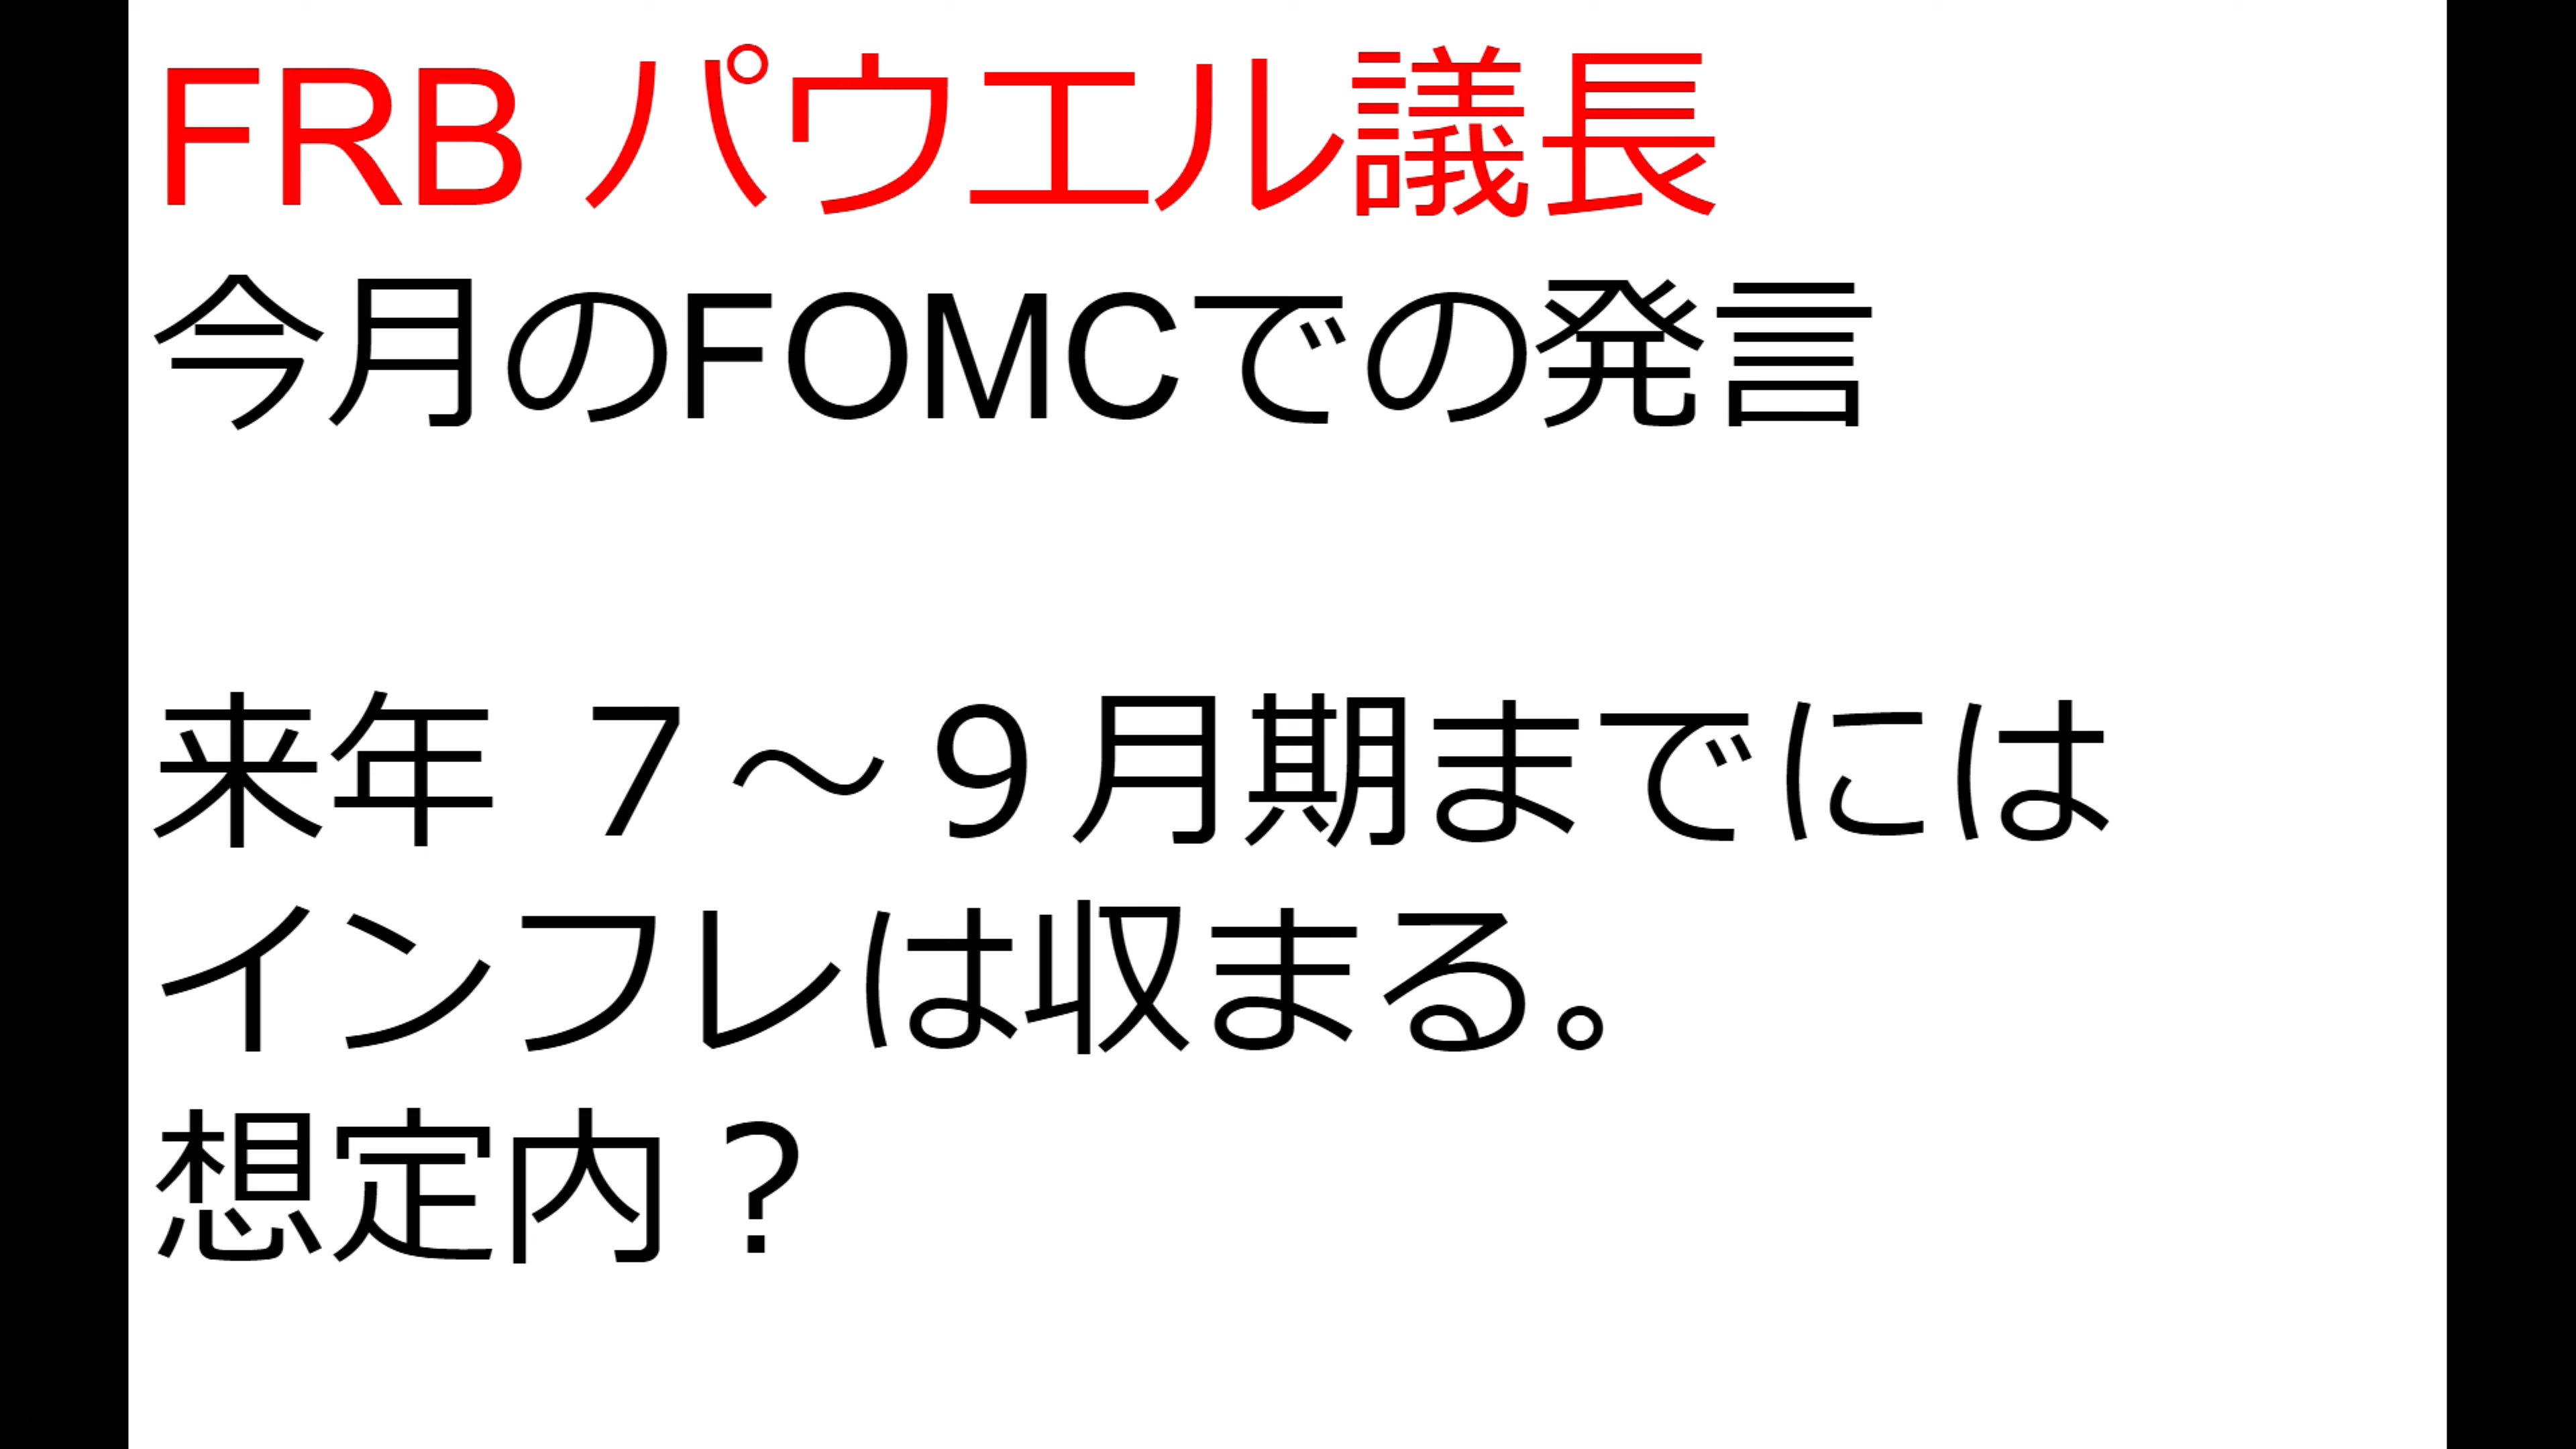 FRB パウエル議長
今月のFOMCでの発言
来年 7～9月期までには
インフレは収まる。
想定内？